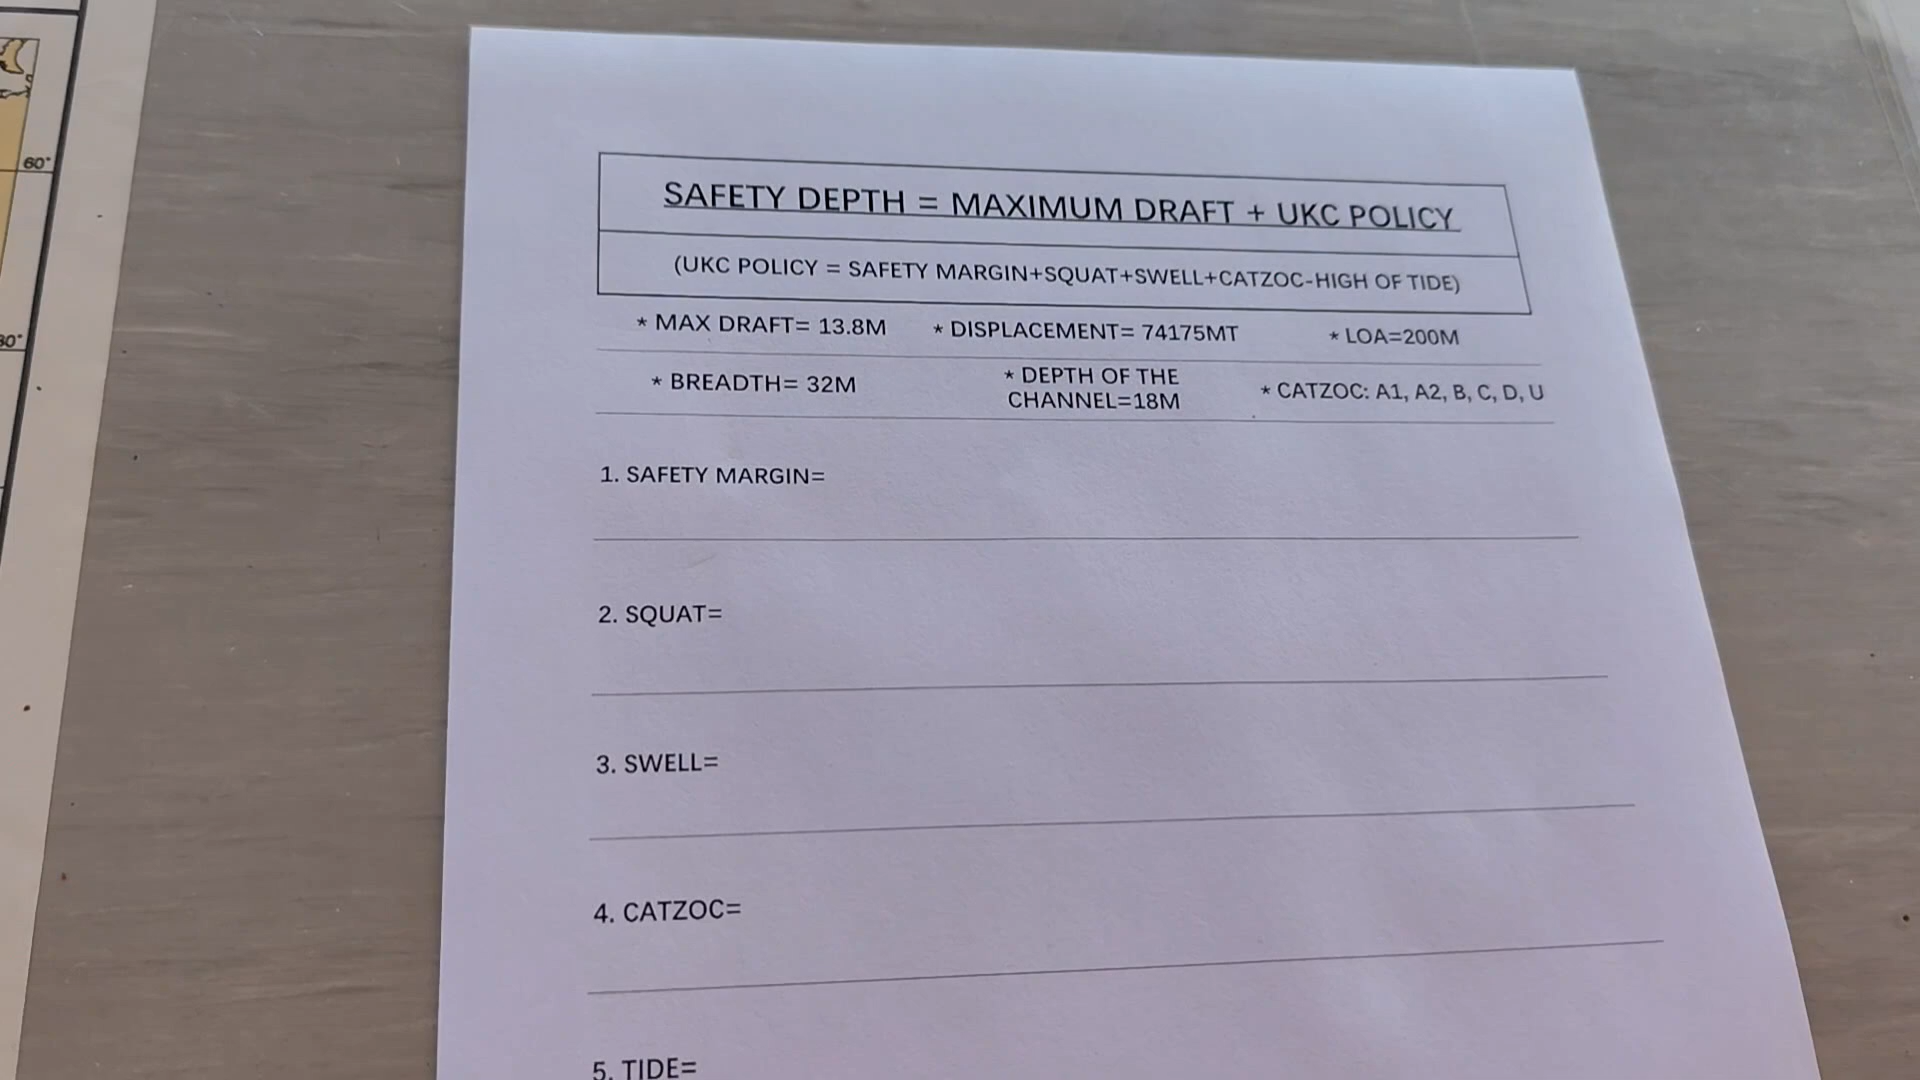 60°
30°
SAFETY DEPTH = MAXIMUM DRAFT + UKC POLICY
(UKC POLICY = SAFETY MARGIN+SQUAT+SWELL+CATZOC-HIGH OF TIDE)
* MAX DRAFT= 13.8M * DISPLACEMENT= 74175MT * LOA=200M
* BREADTH= 32M * DEPTH OF THE CHANNEL=18M * CATZOC: A1, A2, B, C, D, U
1. SAFETY MARGIN=
2. SQUAT=
3. SWELL=
4. CATZOC=
5. TIDE=